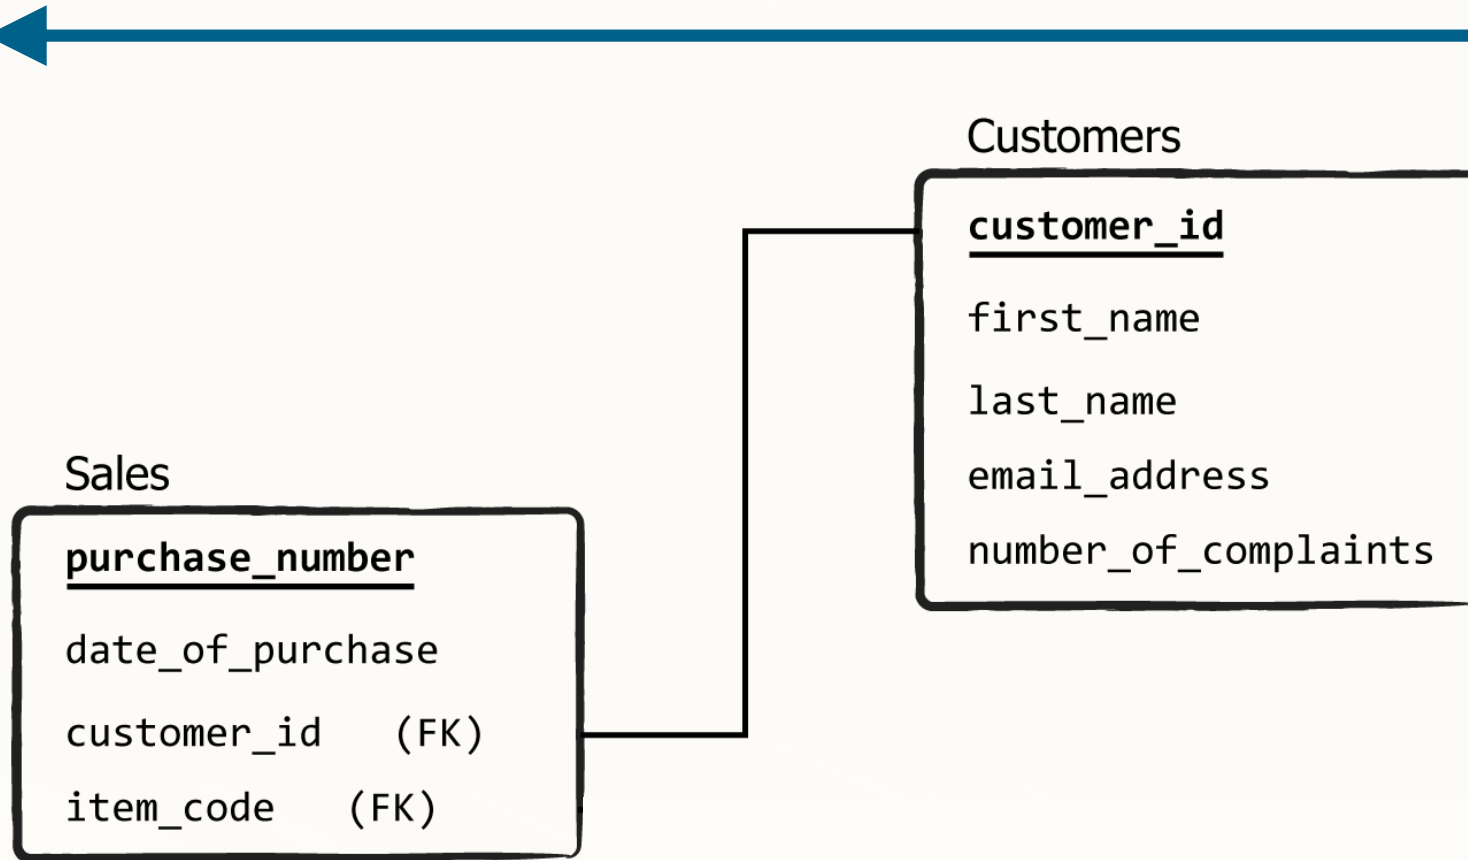 Customers
customer_id
first_name
last_name
email_address
number_of_complaints
Sales
purchase_number
date_of_purchase
customer_id (FK)
item_code (FK)